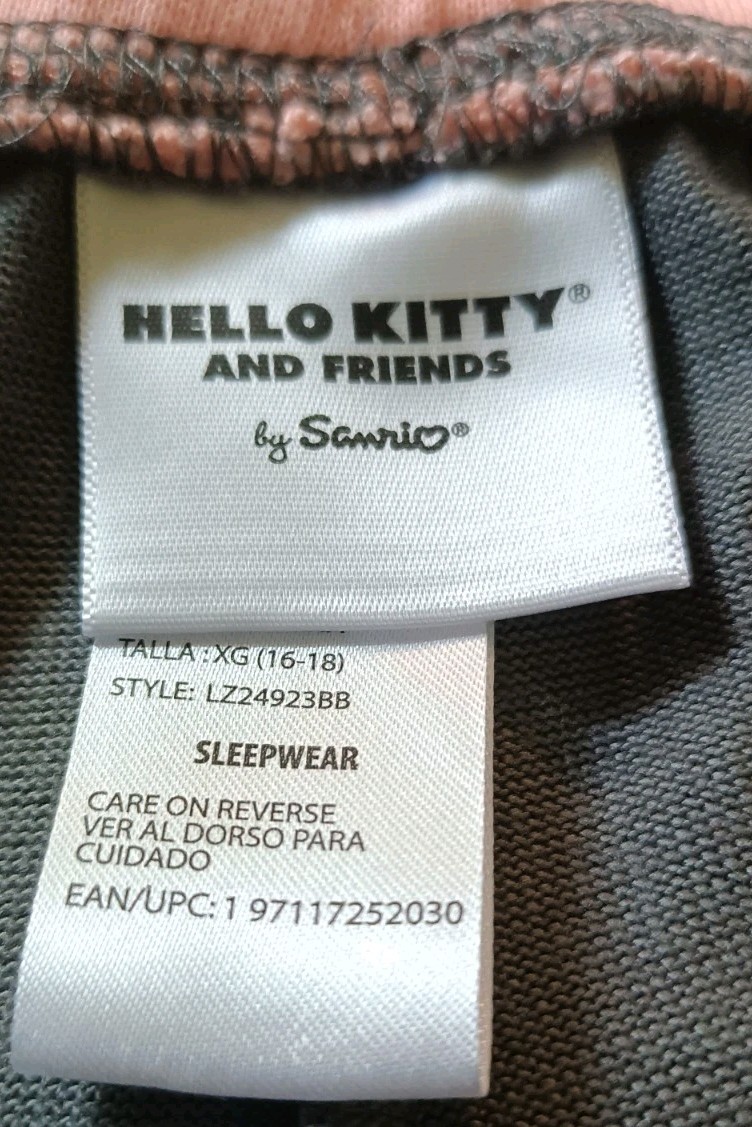 HELLO KITTY®
AND FRIENDS
by Sanrio®
TALLA : XG (16-18)
STYLE: LZ24923BB
SLEEPWEAR
CARE ON REVERSE
VER AL DORSO PARA
CUIDADO
EAN/UPC: 1 97117252030